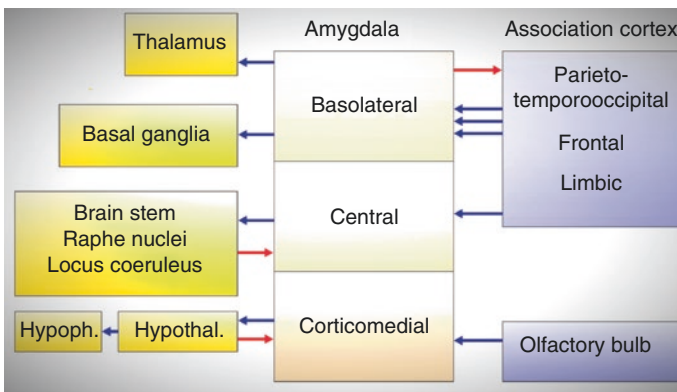 Amygdala
Association cortex
Thalamus
Basolateral
Parieto-
temporooccipital
Frontal
Limbic
Basal ganglia
Brain stem
Raphe nuclei
Locus coeruleus
Central
Hypoph.
Hypothal.
Corticomedial
Olfactory bulb